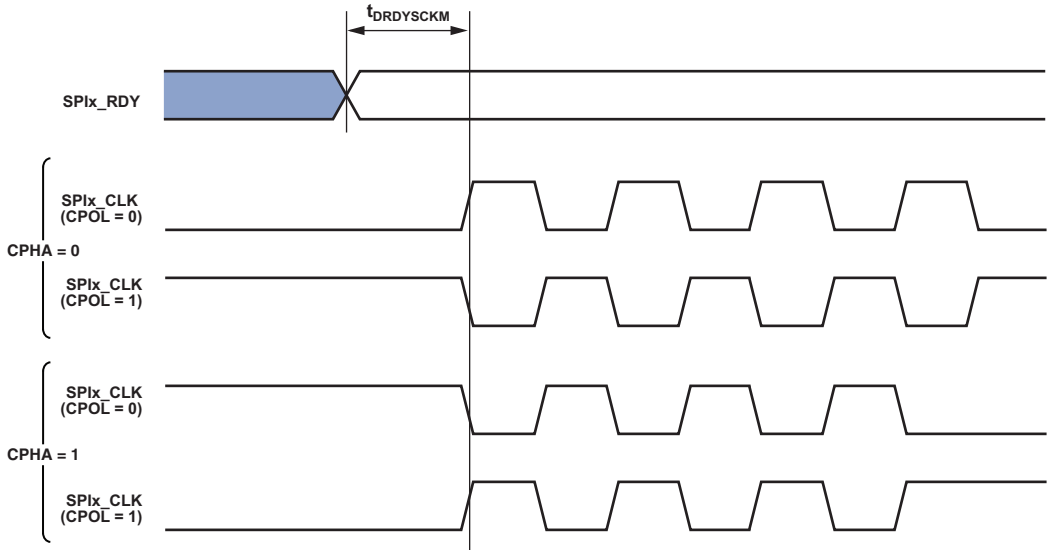 tDRDYSCKM
SPIx_RDY
SPIx_CLK
(CPOL = 0)
CPHA = 0
SPIx_CLK
(CPOL = 1)
SPIx_CLK
(CPOL = 0)
CPHA = 1
SPIx_CLK
(CPOL = 1)